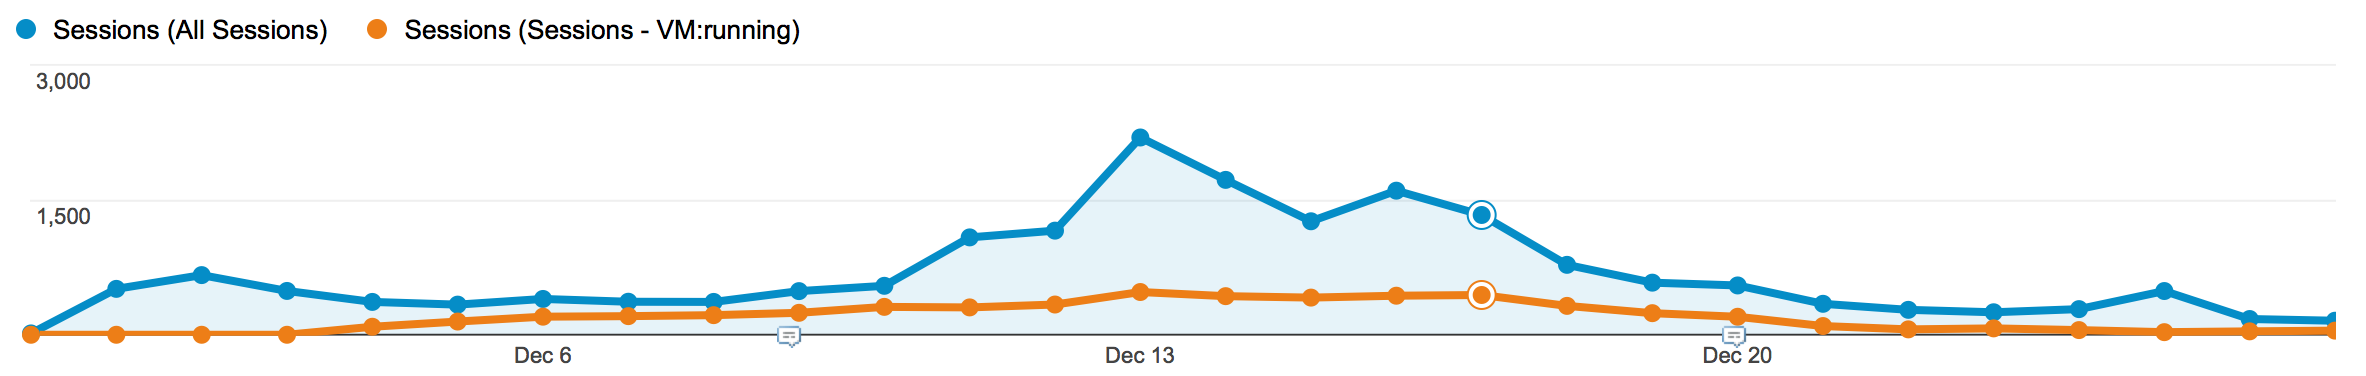 Sessions (All Sessions) Sessions (Sessions - VM:running)
3,000
1,500
Dec 6 Dec 13 Dec 20